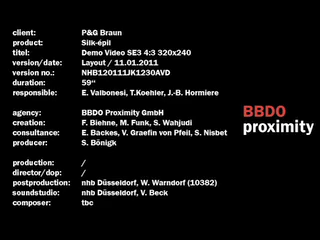 client: P&G Braun
product: Silk-épil
titel: Demo Video SE3 4:3 320x240
version/date: Layout / 11.01.2011
version no.: NHB120111JK1230AVD
duration: 59“
responsible: E. Valbonesi, T.Koehler, J.-B. Hormiere
agency: BBDO Proximity GmbH
creation: F. Biehne, M. Funk, S. Wahjudi
consultance: E. Backes, V. Graefin von Pfeil, S. Nisbet
producer: S. Bönigk
BBDO
proximity
production: /
director/dop: /
postproduction: nhb Düsseldorf, W. Warndorf (10382)
soundstudio: nhb Düsseldorf, V. Beck
composer: tbc